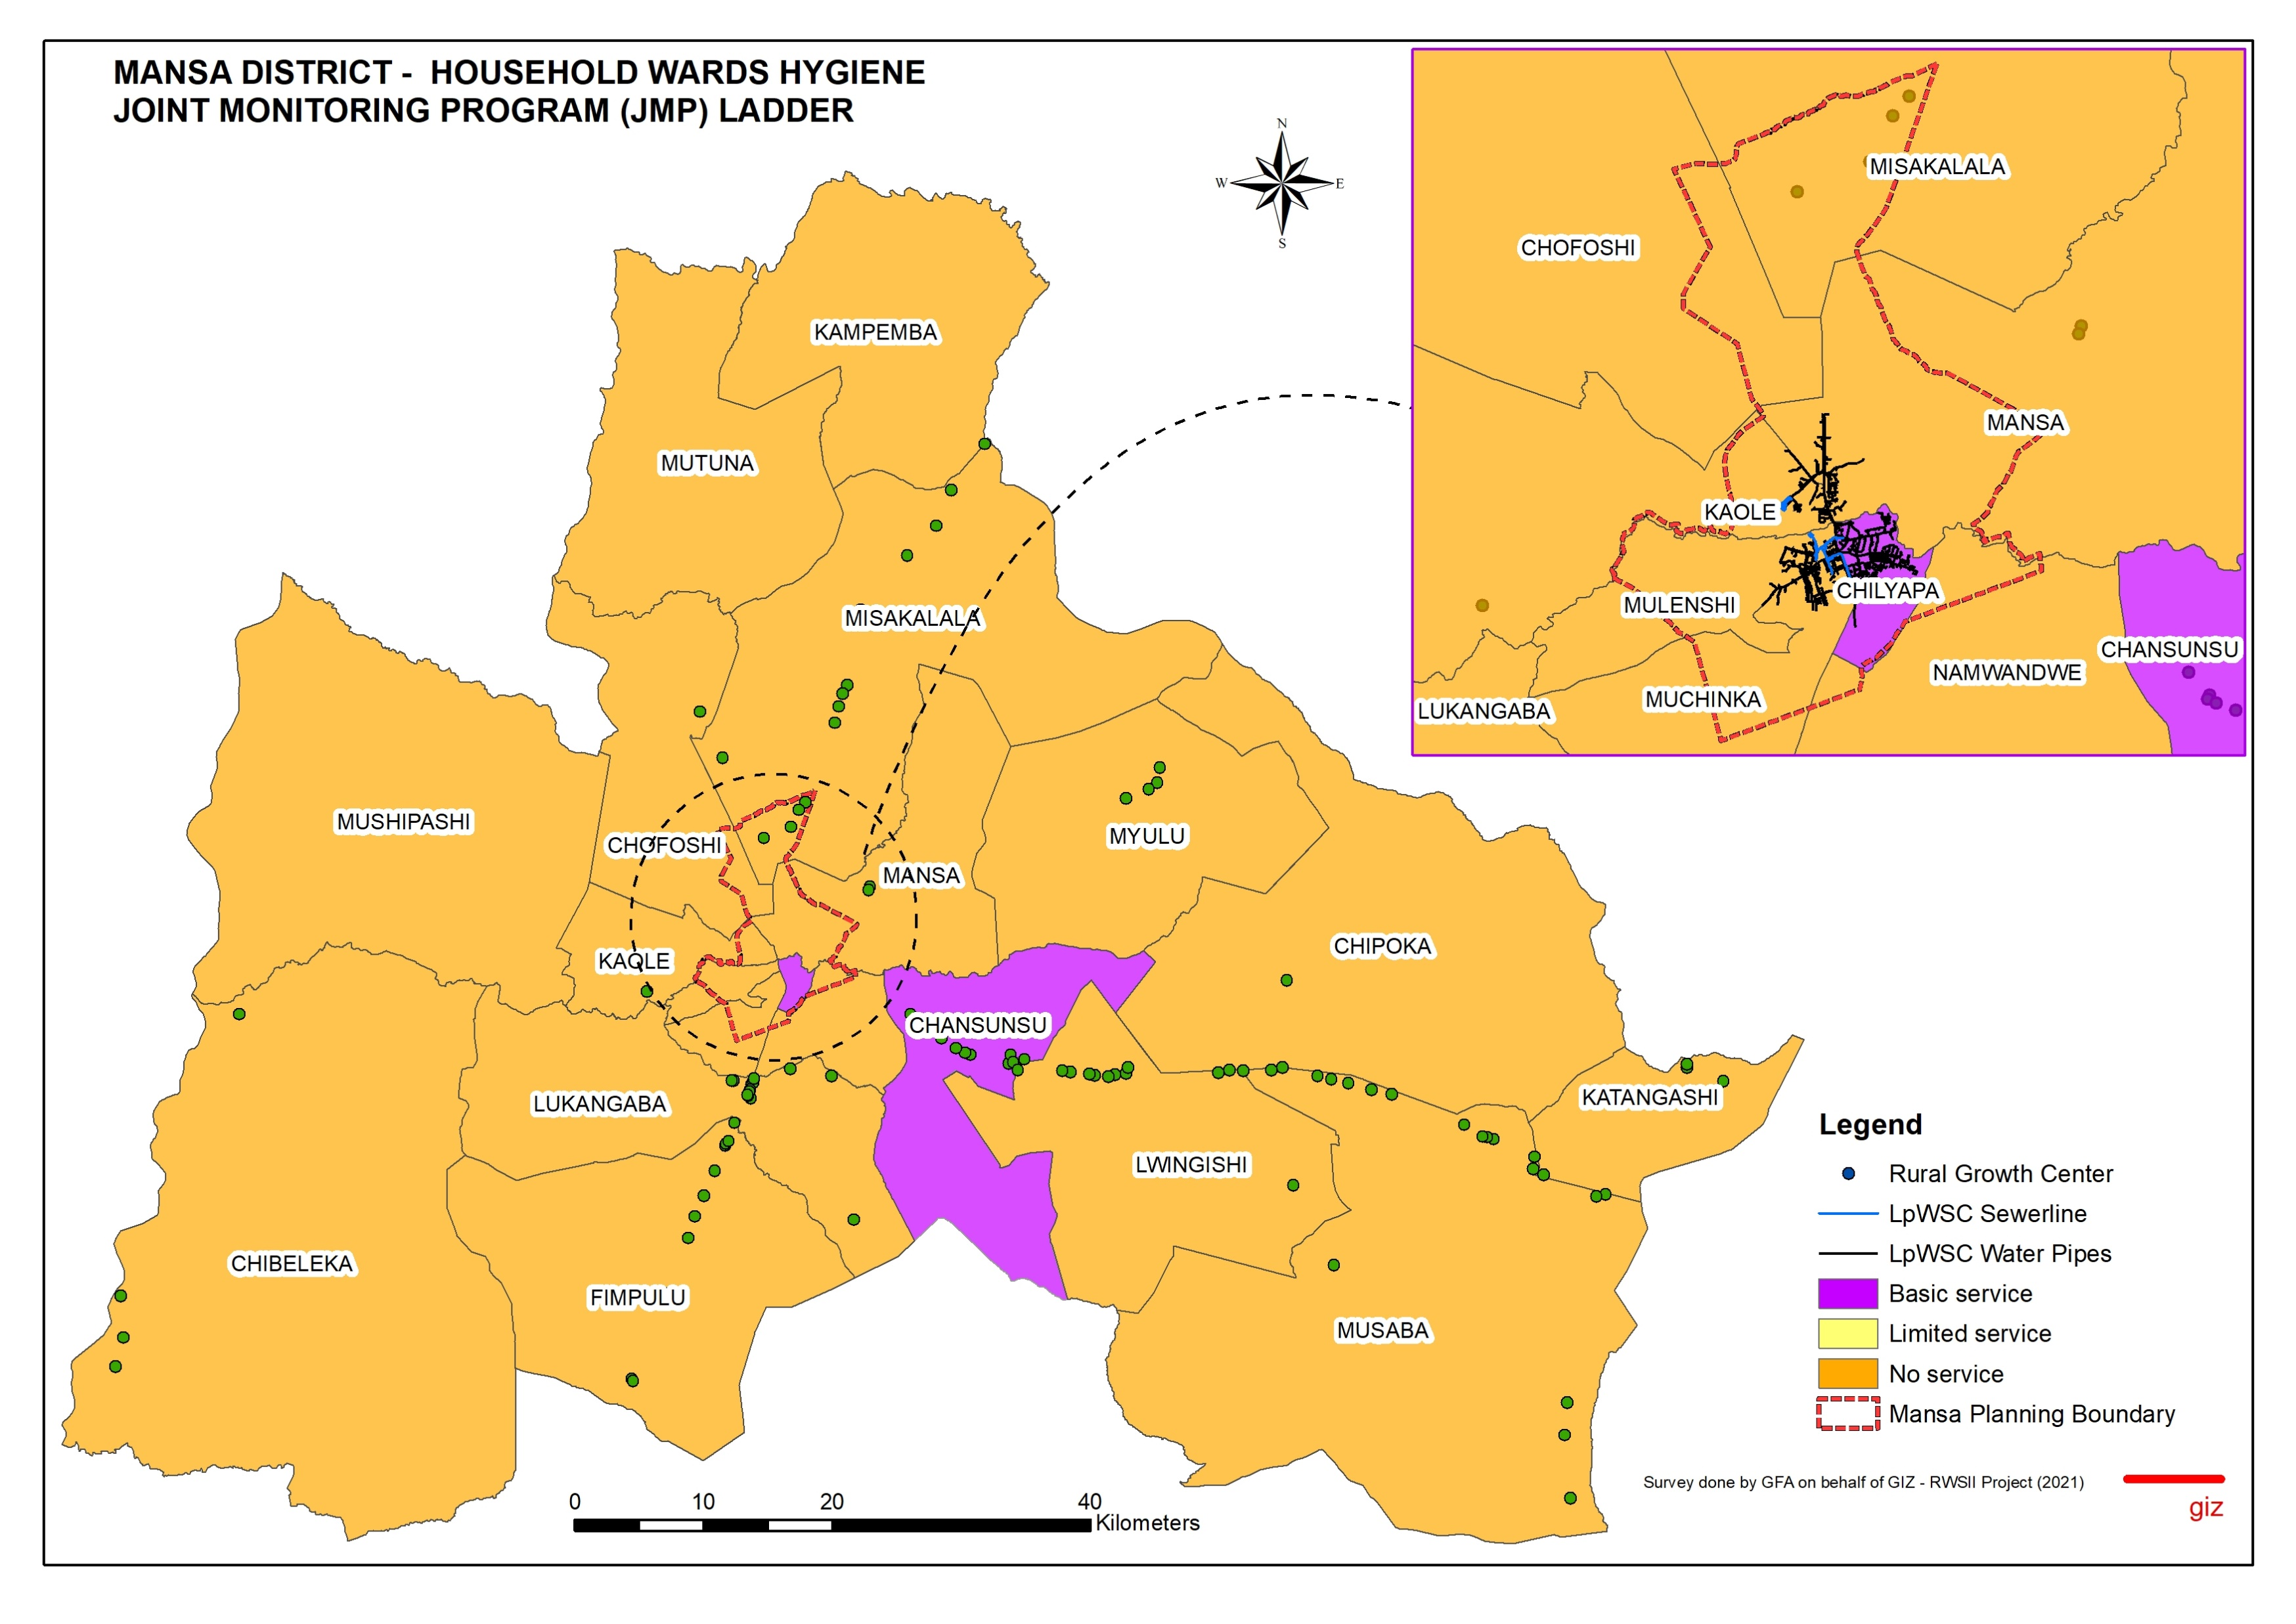 MANSA DISTRICT - HOUSEHOLD WARDS HYGIENE
JOINT MONITORING PROGRAM (JMP) LADDER
N
W
E
S
MISAKALALA
CHOFOSHI
MANSA
KAOLE
CHILYAPA
MULENSHI
CHANSUNSU
NAMWANDWE
MUCHINKA
LUKANGABA
KAMPEMBA
MUTUNA
MISAKALALA
MUSHIPASHI
CHOFOSHI
MYULU
MANSA
CHIPOKA
KAOLE
CHANSUNSU
LUKANGABA
KATANGASHI
LWINGISHI
CHIBELEKA
FIMPULU
MUSABA
Legend
Rural Growth Center
LpWSC Sewerline
LpWSC Water Pipes
Basic service
Limited service
No service
Mansa Planning Boundary
Survey done by GFA on behalf of GIZ - RWSII Project (2021)
giz
0 10 20 40
Kilometers